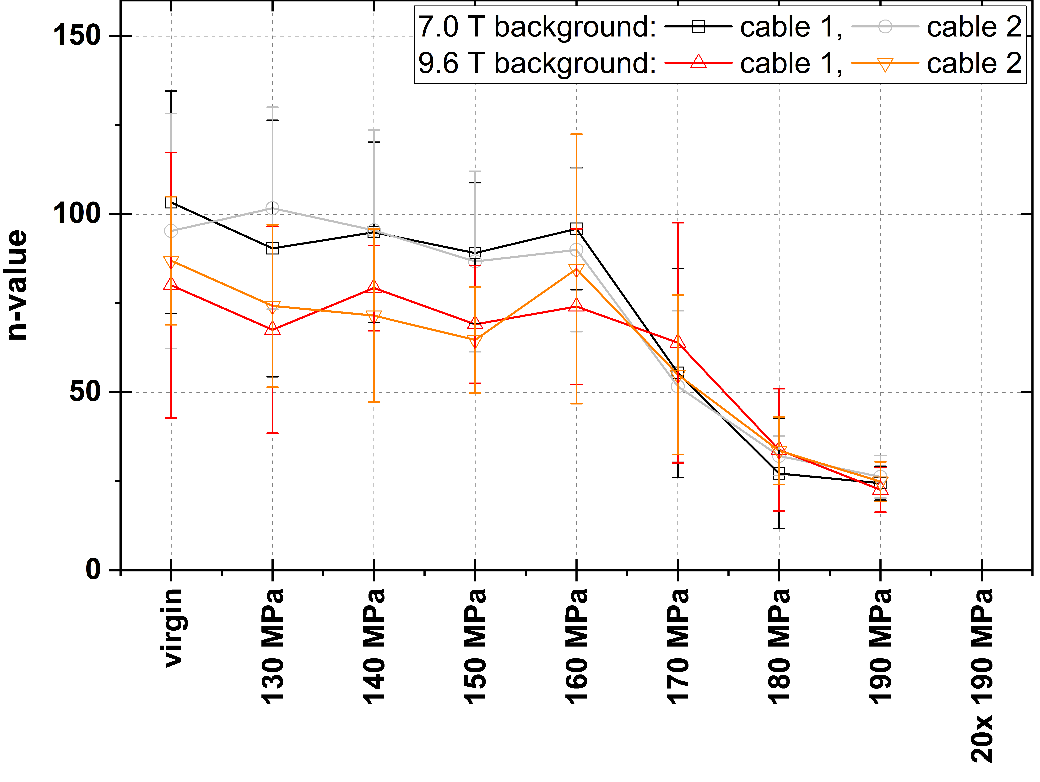 7.0 T background: cable 1, cable 2
9.6 T background: cable 1, cable 2
150
100
50
0
n-value
virgin
130 MPa
140 MPa
150 MPa
160 MPa
170 MPa
180 MPa
190 MPa
20x 190 MPa